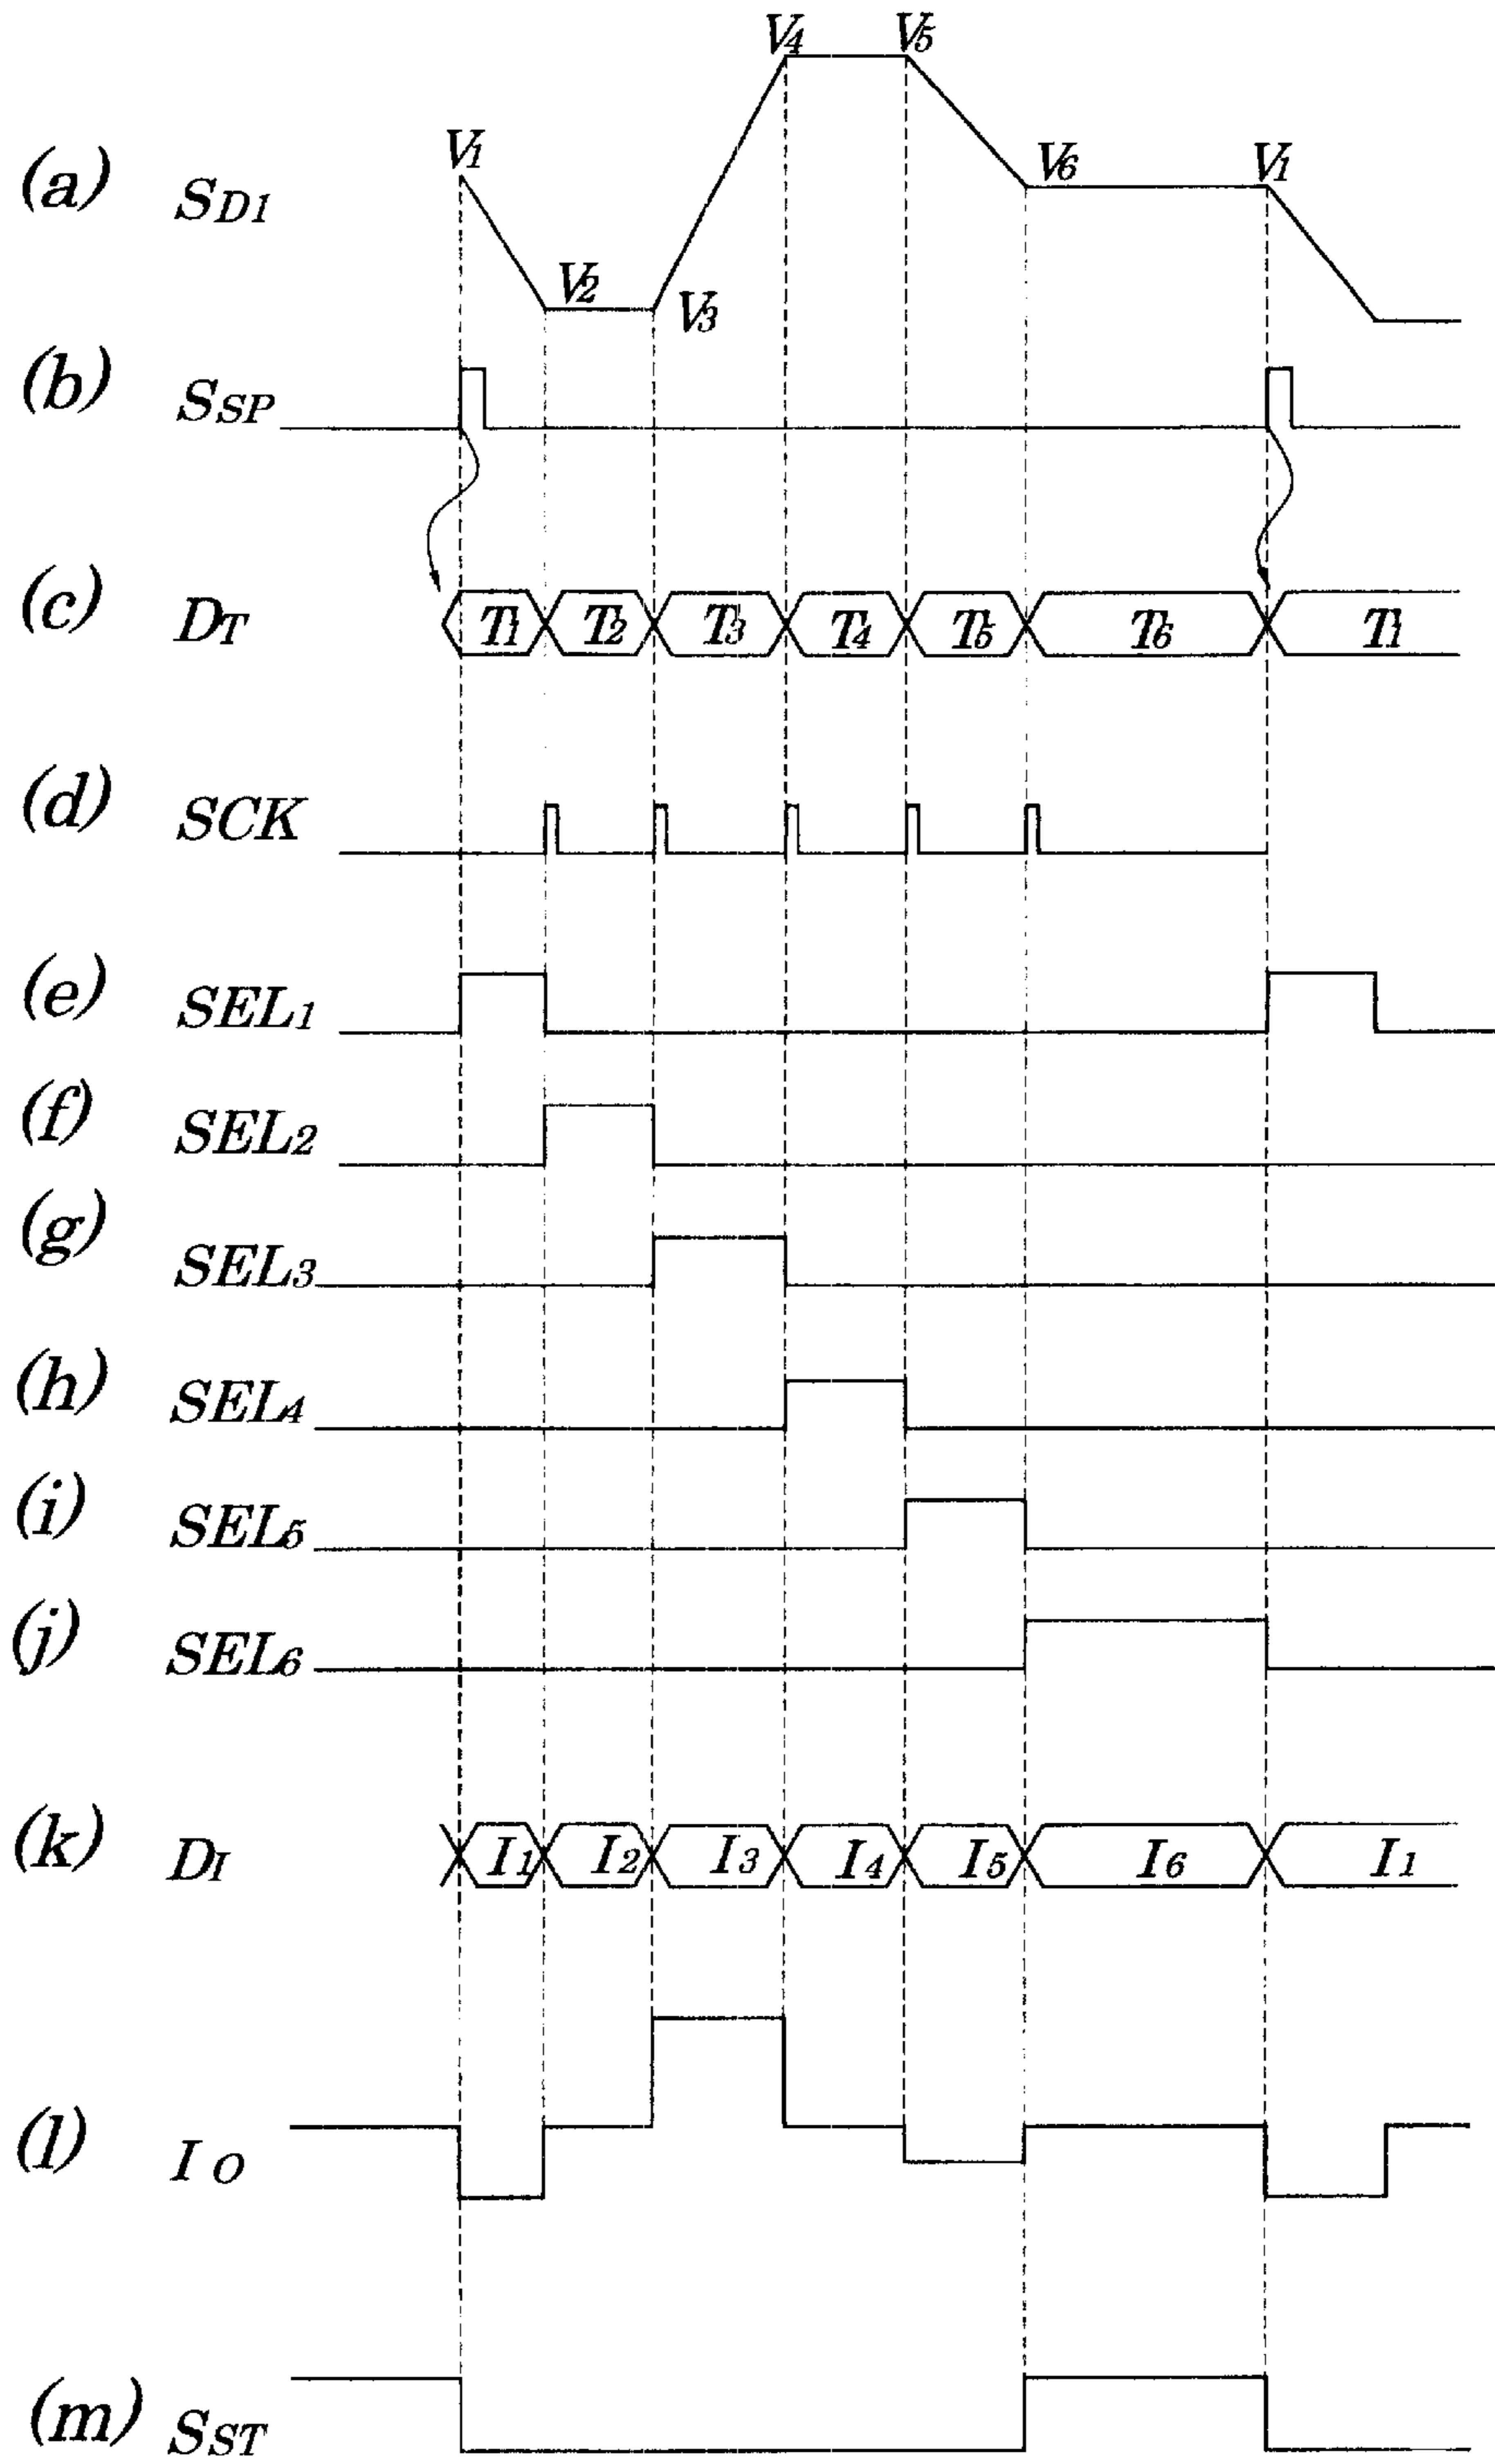 V4 V5
V1 V6 V1
(a) SD1
V2 V3
(b) SSP
(c) DT T1 T2 T3 T4 T5 T6 T1
(d) SCK
(e) SEL1
(f) SEL2
(g) SEL3
(h) SEL4
(i) SEL5
(j) SEL6
(k) DI I1 I2 I3 I4 I5 I6 I1
(l) IO
(m) SST